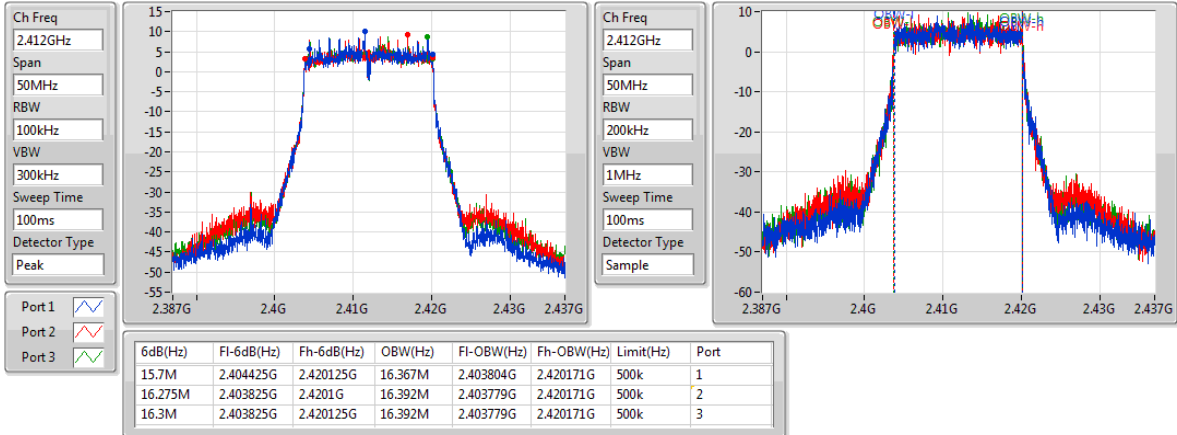 Ch Freq
2.412GHz
Span
50MHz
RBW
100kHz
VBW
300kHz
Sweep Time
100ms
Detector Type
Peak
15
10
5
0
-5
-10
-15
-20
-25
-30
-35
-40
-45
-50
-55
2.387G 2.4G 2.41G 2.42G 2.43G 2.437G
Ch Freq
2.412GHz
Span
50MHz
RBW
200kHz
VBW
1MHz
Sweep Time
100ms
Detector Type
Sample
10
0
-10
-20
-30
-40
-50
-60
2.387G 2.4G 2.41G 2.42G 2.43G 2.437G
Port 1
Port 2
Port 3
6dB(Hz) Fl-6dB(Hz) Fh-6dB(Hz) OBW(Hz) Fl-OBW(Hz) Fh-OBW(Hz) Limit(Hz) Port
15.7M 2.404425G 2.420125G 16.367M 2.403804G 2.420171G 500k 1
16.275M 2.403825G 2.4201G 16.392M 2.403779G 2.420171G 500k 2
16.3M 2.403825G 2.420125G 16.392M 2.403779G 2.420171G 500k 3